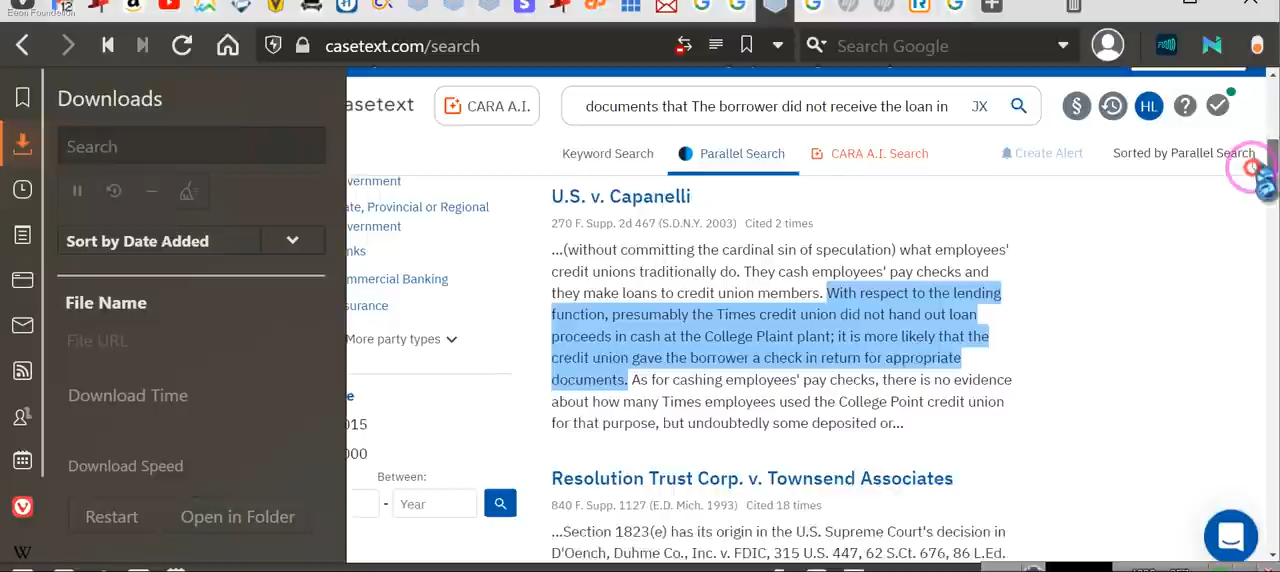 Eaon Foundation
12
casetext.com/search
Search Google
Downloads
Search
Sort by Date Added
File Name
File URL
Download Time
Download Speed
Restart
Open in Folder
W
asetext
CARA A.I.
documents that The borrower did not receive the loan in
JX
§
HL
?
Keyword Search
Parallel Search
CARA A.I. Search
Create Alert
Sorted by Parallel Search
vernment
ate, Provincial or Regional
vernment
nks
mmercial Banking
surance
More party types
e
015
000
Between:
-
Year
U.S. v. Capanelli
270 F. Supp. 2d 467 (S.D.N.Y. 2003) Cited 2 times
...(without committing the cardinal sin of speculation) what employees'
credit unions traditionally do. They cash employees' pay checks and
they make loans to credit union members. With respect to the lending
function, presumably the Times credit union did not hand out loan
proceeds in cash at the College Plaint plant; it is more likely that the
credit union gave the borrower a check in return for appropriate
documents. As for cashing employees' pay checks, there is no evidence
about how many Times employees used the College Point credit union
for that purpose, but undoubtedly some deposited or...
Resolution Trust Corp. v. Townsend Associates
840 F. Supp. 1127 (E.D. Mich. 1993) Cited 18 times
...Section 1823(e) has its origin in the U.S. Supreme Court's decision in
D'Oench, Duhme Co., Inc. v. FDIC, 315 U.S. 447, 62 S.Ct. 676, 86 L.Ed.